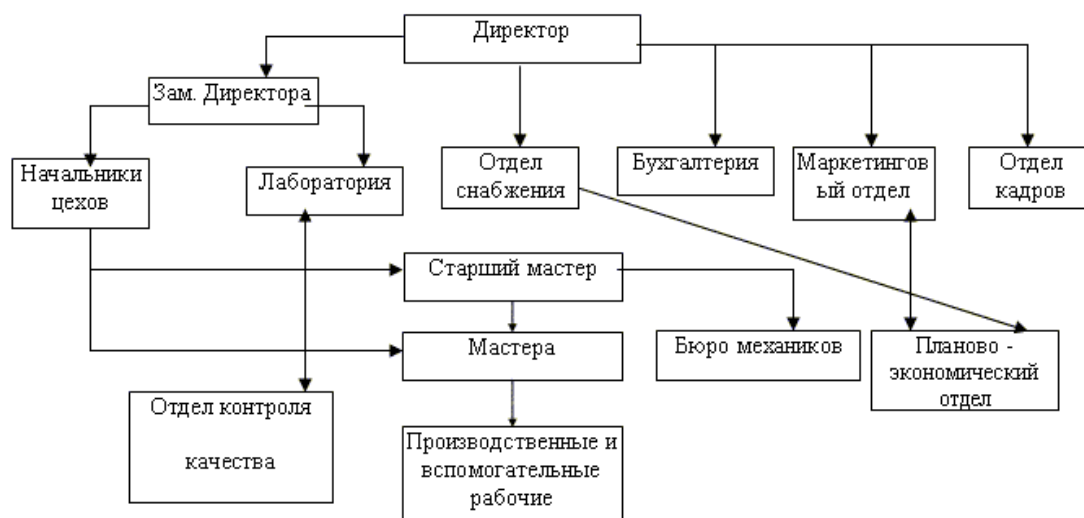 Директор
Зам. Директора
Начальники
цехов
Лаборатория
Отдел
снабжения
Бухгалтерия
Маркетингов
ый отдел
Отдел
кадров
Старший мастер
Мастера
Бюро механиков
Планово -
экономический
отдел
Отдел контроля
качества
Производственные и
вспомогательные
рабочие